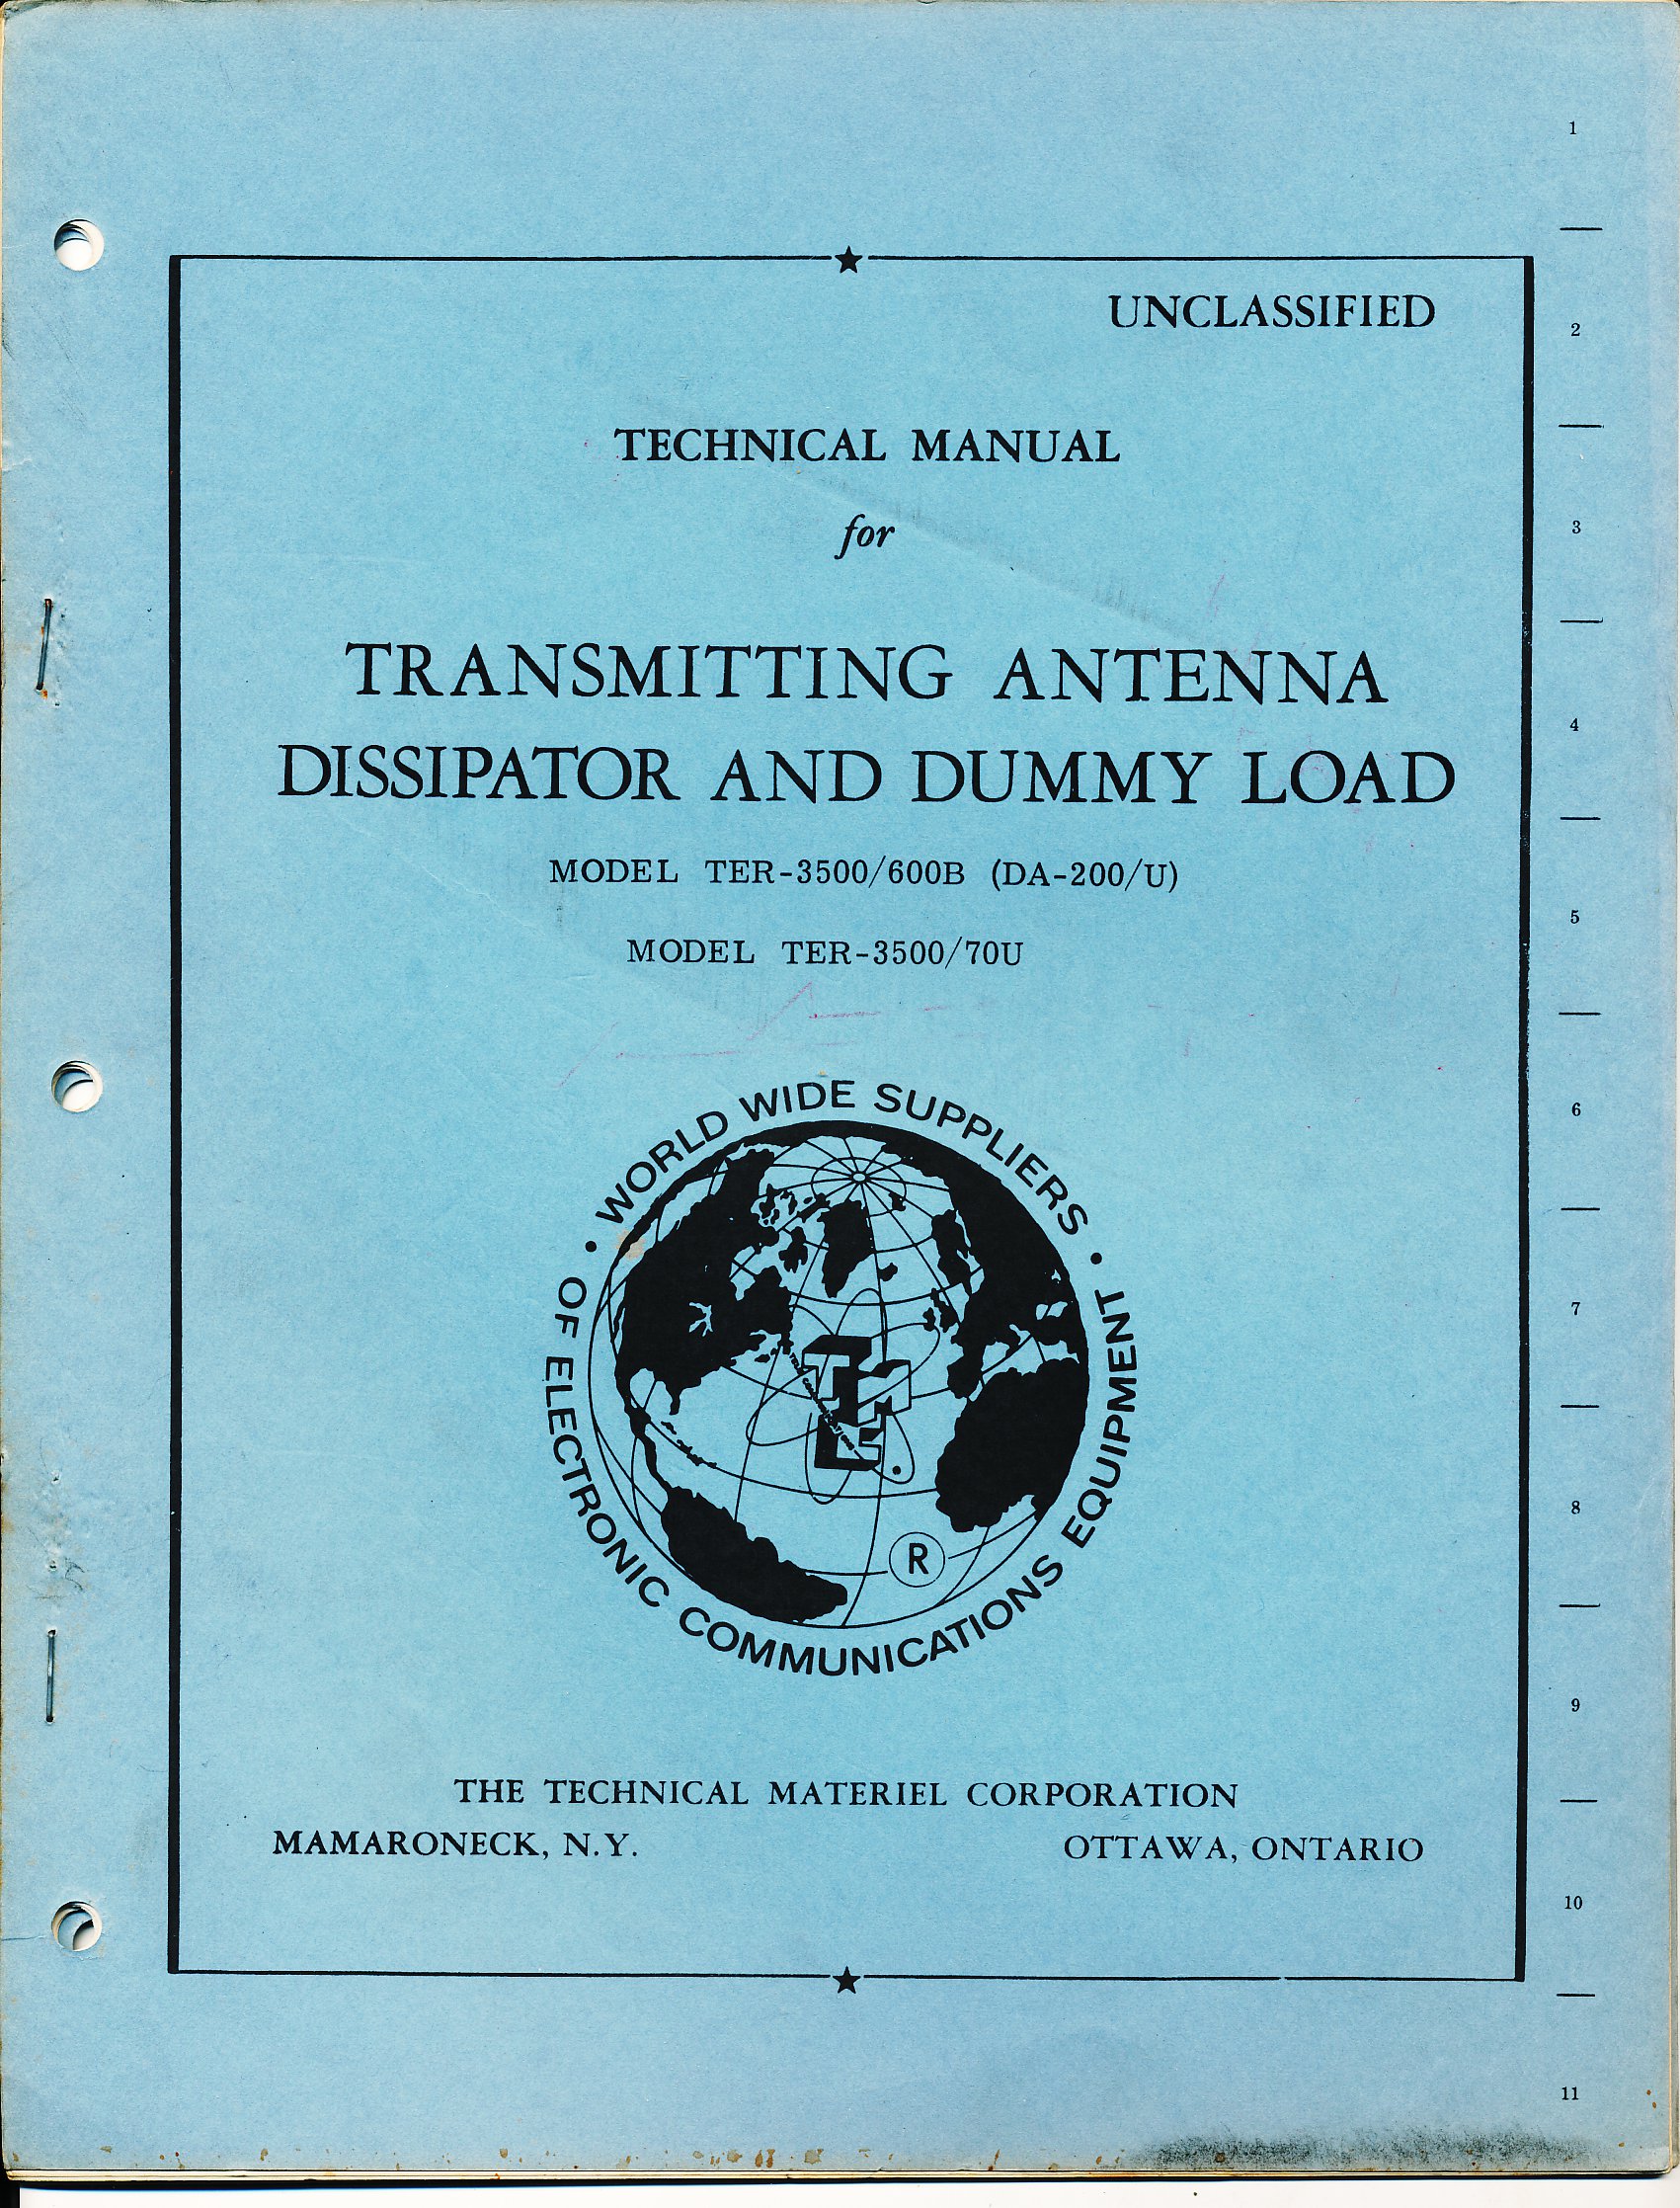 UNCLASSIFIED
TECHNICAL MANUAL
for
TRANSMITTING ANTENNA
DISSIPATOR AND DUMMY LOAD
MODEL TER-3500/600B (DA-200/U)
MODEL TER-3500/70U
• WORLD WIDE SUPPLIERS •
OF ELECTRONIC COMMUNICATIONS EQUIPMENT
TMC
R
THE TECHNICAL MATERIEL CORPORATION
MAMARONECK, N.Y. OTTAWA, ONTARIO
1
2
3
4
5
6
7
8
9
10
11